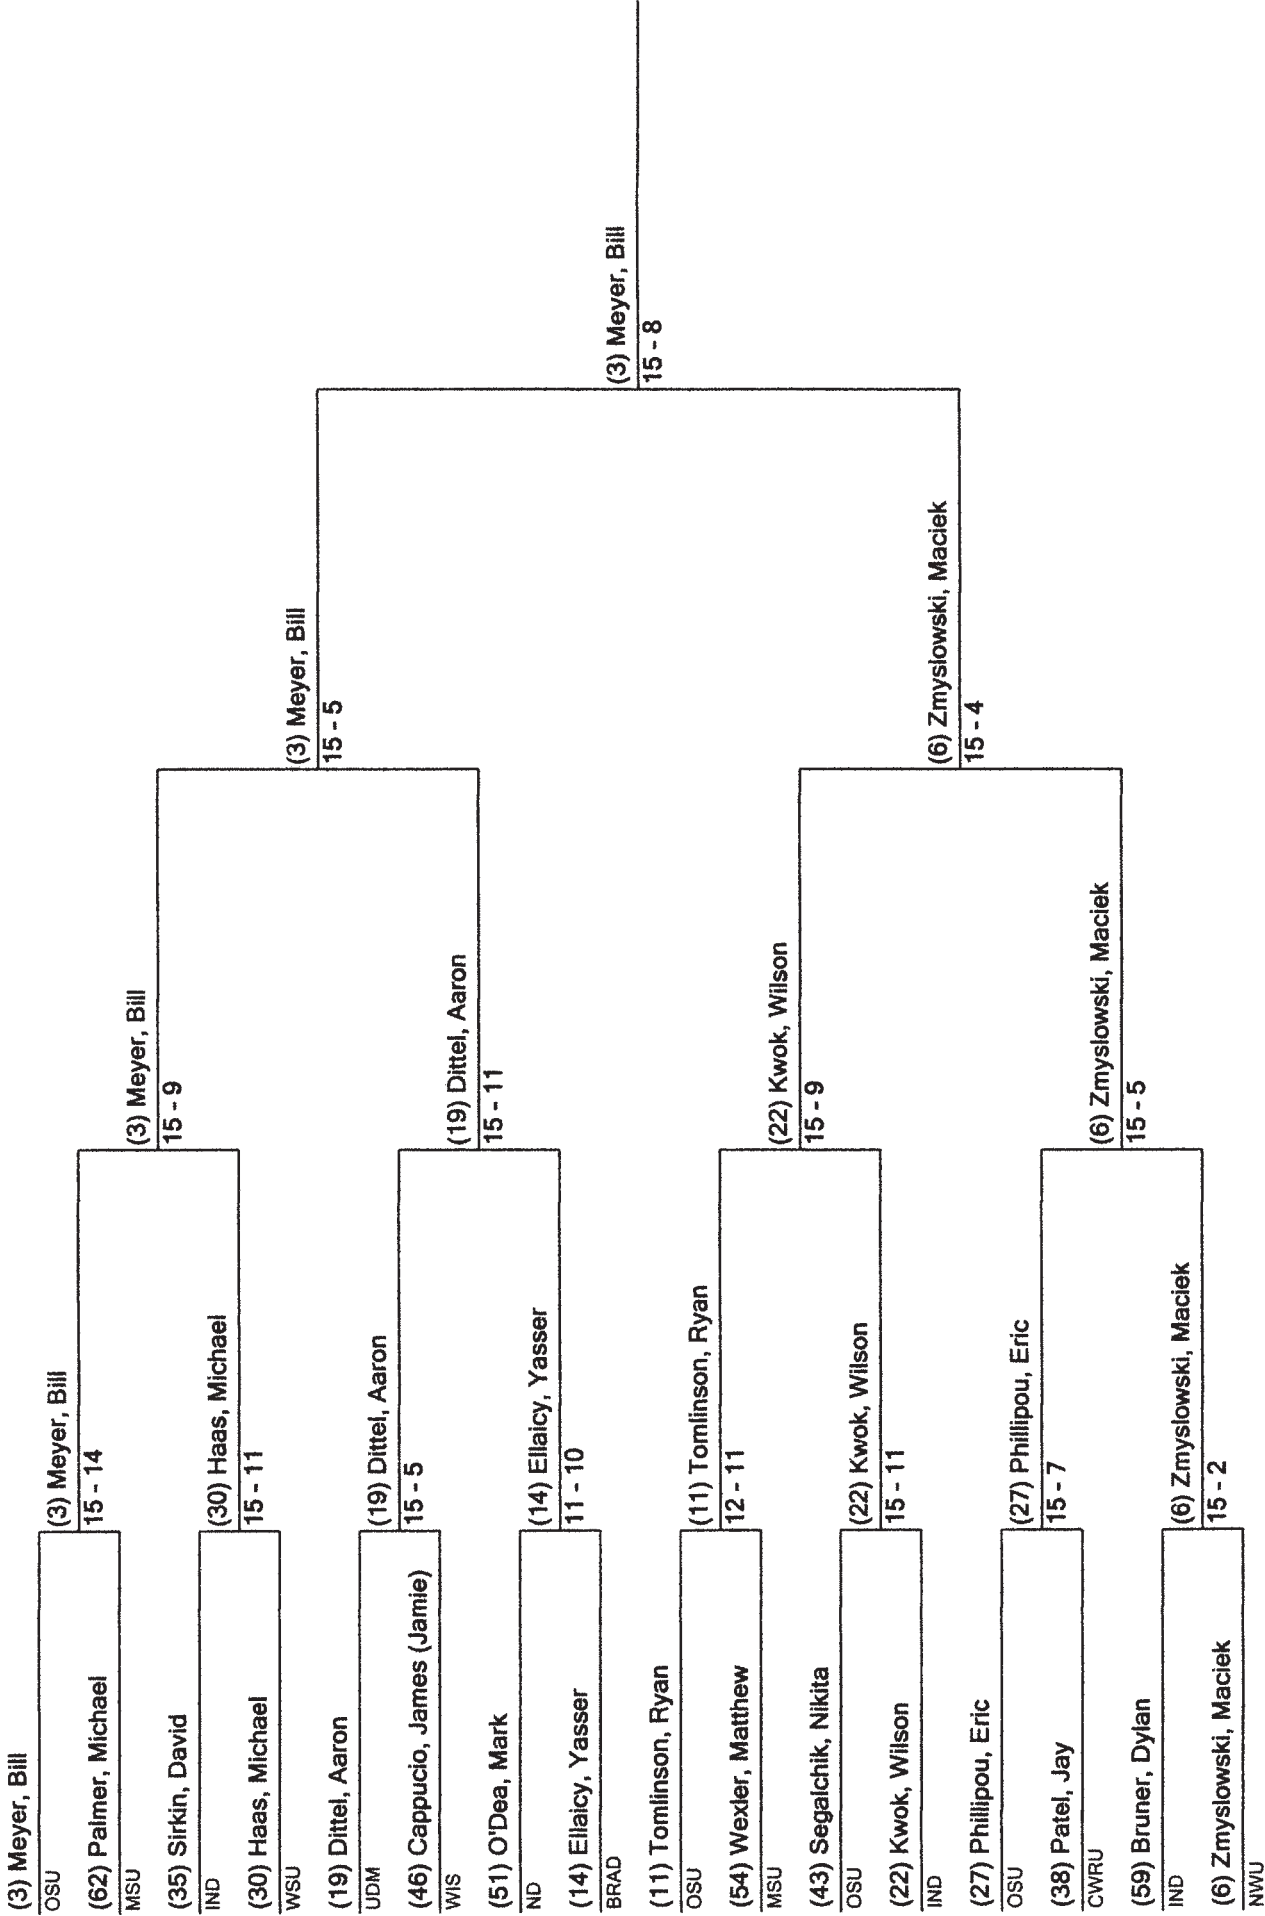 (3) Meyer, Bill
OSU
(62) Palmer, Michael
MSU
(35) Sirkin, David
IND
(30) Haas, Michael
WSU
(19) Dittel, Aaron
UDM
(46) Cappucio, James (Jamie)
WIS
(51) O'Dea, Mark
ND
(14) Ellaicy, Yasser
BRAD
(11) Tomlinson, Ryan
OSU
(54) Wexler, Matthew
MSU
(43) Segalchik, Nikita
OSU
(22) Kwok, Wilson
IND
(27) Phillipou, Eric
OSU
(38) Patel, Jay
CWRU
(59) Bruner, Dylan
IND
(6) Zmyslowski, Maciek
NWU
(3) Meyer, Bill
15 - 14
(30) Haas, Michael
15 - 11
(19) Dittel, Aaron
15 - 5
(14) Ellaicy, Yasser
11 - 10
(11) Tomlinson, Ryan
12 - 11
(22) Kwok, Wilson
15 - 11
(27) Phillipou, Eric
15 - 7
(6) Zmyslowski, Maciek
15 - 2
(3) Meyer, Bill
15 - 9
(19) Dittel, Aaron
15 - 11
(22) Kwok, Wilson
15 - 9
(6) Zmyslowski, Maciek
15 - 5
(3) Meyer, Bill
15 - 5
(6) Zmyslowski, Maciek
15 - 4
(3) Meyer, Bill
15 - 8